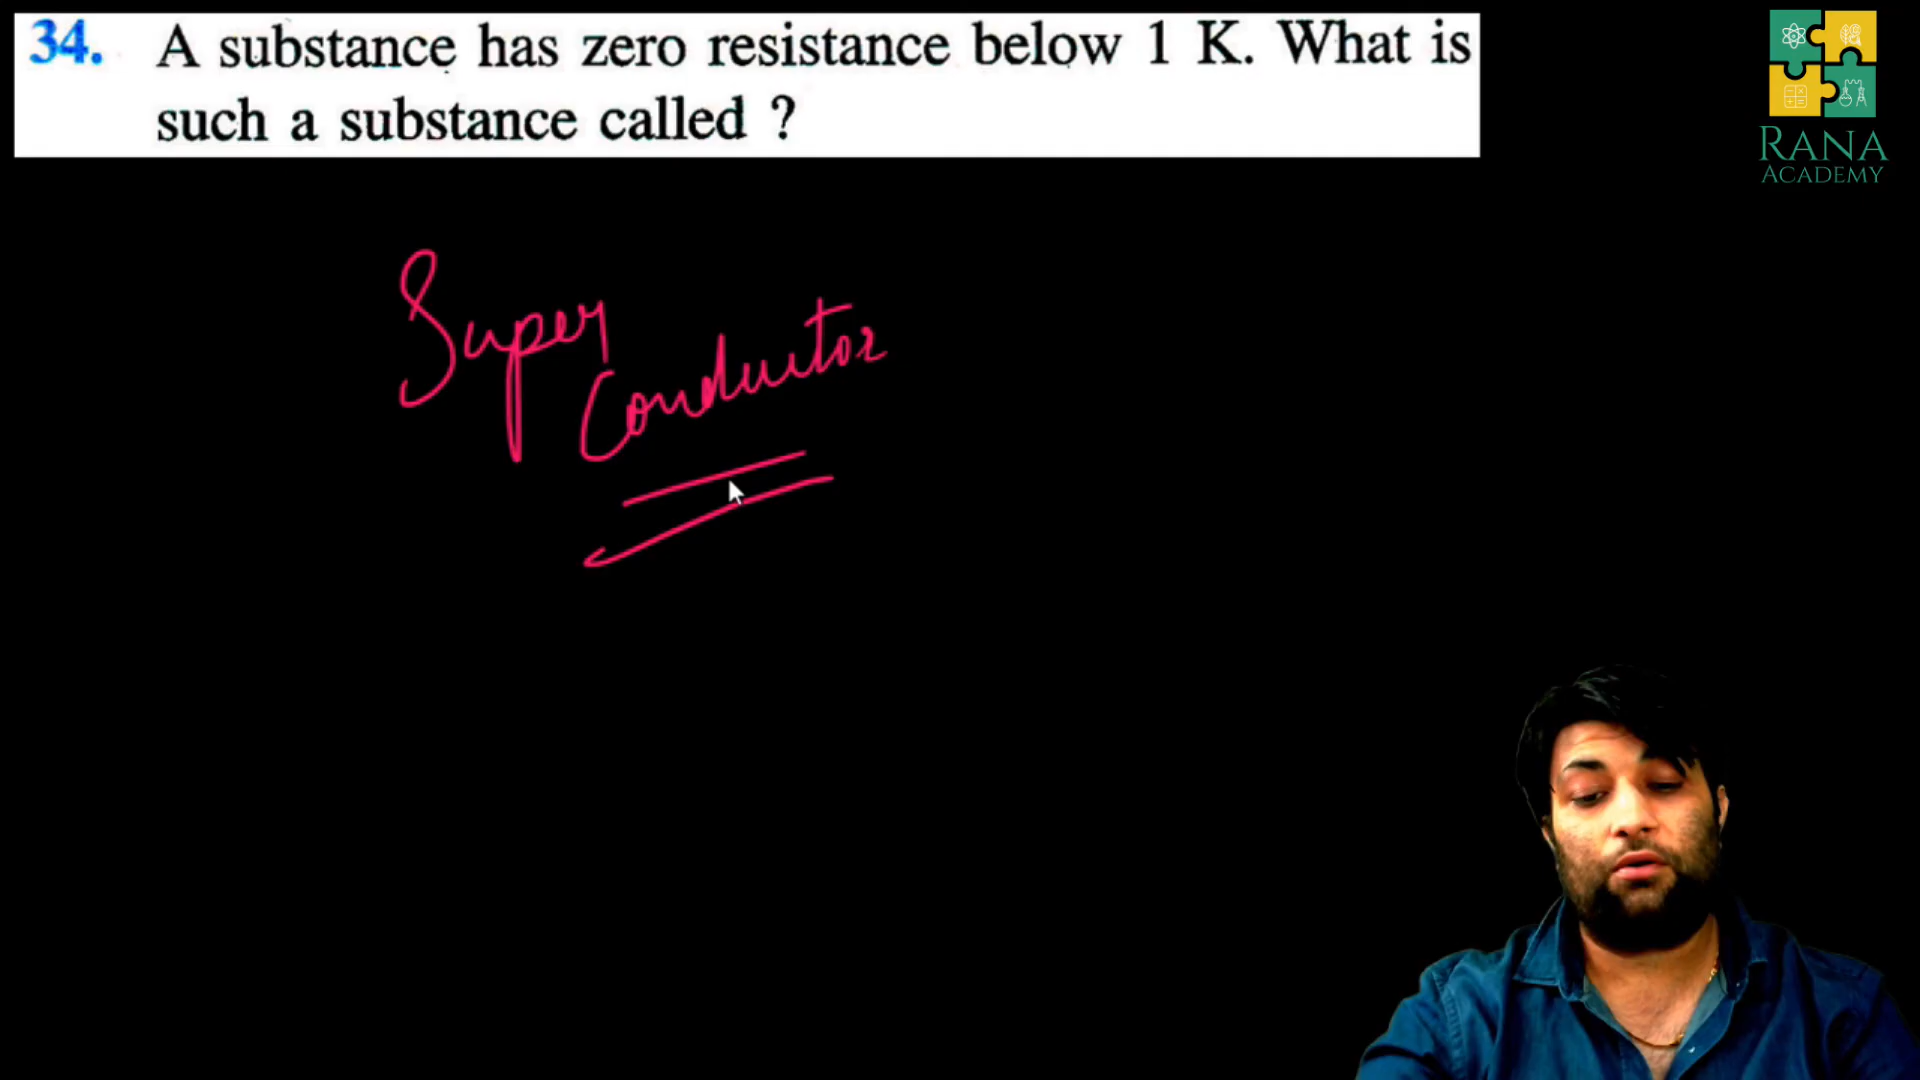 34. A substance has zero resistance below 1 K. What is
such a substance called ?
RANA
ACADEMY
Super
Conductor